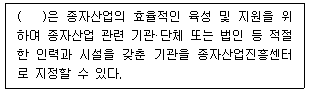 (    )은 종자산업의 효율적인 육성 및 지원을 위
하여 종자산업 관련 기관·단체 또는 법인 등 적절
한 인력과 시설을 갖춘 기관을 종자산업진흥센터
로 지정할 수 있다.